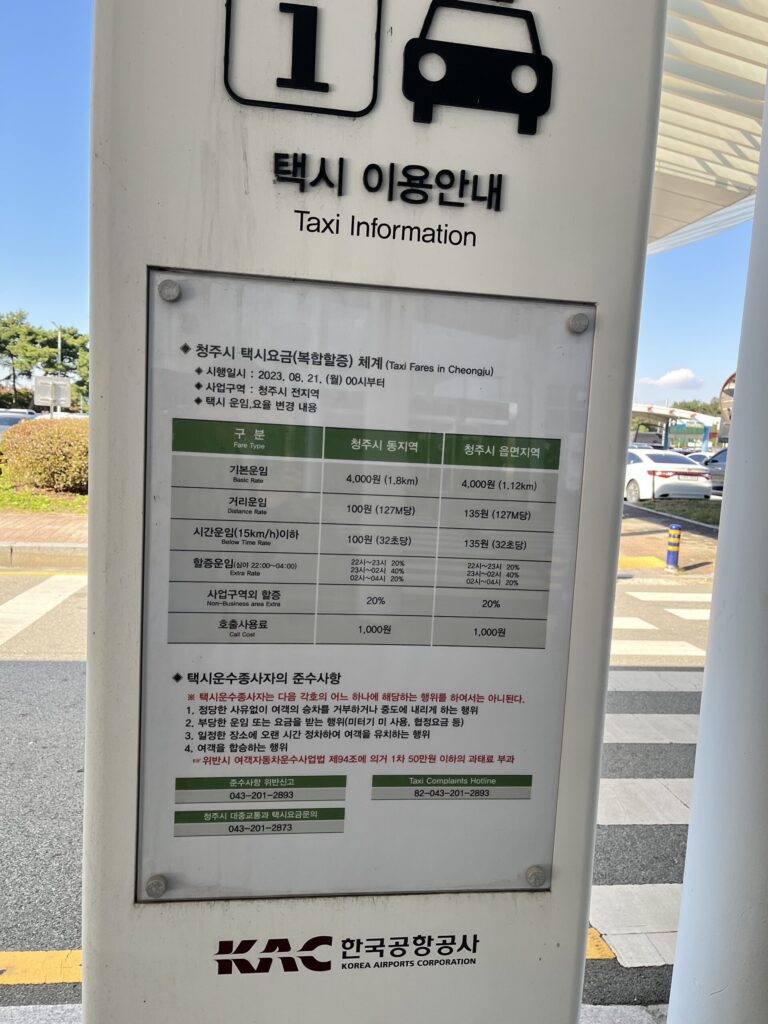 i
택시 이용안내
Taxi Information
◈ 청주시 택시요금(복합할증) 체계 (Taxi Fares in Cheongju)
◈ 시행일시 : 2023. 08. 21. (월) 00시부터
◈ 사업구역 : 청주시 전지역
◈ 택시 운임,요율 변경 내용
구 분 청주시 동지역 청주시 읍면지역
Fare Type
기본운임 4,000원 (1.8km) 4,000원 (1.12km)
Basic Rate
거리운임 100원 (127M당) 135원 (127M당)
Distance Rate
시간운임(15km/h)이하 100원 (32초당) 135원 (32초당)
Below Time Rate
할증운임(심야 22:00~04:00) 22시~23시 20% 22시~23시 20%
Extra Rate 23시~02시 40% 23시~02시 40%
02시~04시 20% 02시~04시 20%
사업구역외 할증 20% 20%
Non-Business area Extra
호출사용료 1,000원 1,000원
Call Cost
◈ 택시운수종사자의 준수사항
※ 택시운수종사자는 다음 각호의 어느 하나에 해당하는 행위를 하여서는 아니된다.
1. 정당한 사유없이 여객의 승차를 거부하거나 중도에 내리게 하는 행위
2. 부당한 운임 또는 요금을 받는 행위(미터기 미 사용, 협정요금 등)
3. 일정한 장소에 오랜 시간 정차하여 여객을 유치하는 행위
4. 여객을 합승하는 행위
☞ 위반시 여객자동차운수사업법 제94조에 의거 1차 50만원 이하의 과태료 부과
준수사항 위반신고 Taxi Complaints Hotline
043-201-2893 82-043-201-2893
청주시 대중교통과 택시요금문의
043-201-2873
KAC 한국공항공사
KOREA AIRPORTS CORPORATION